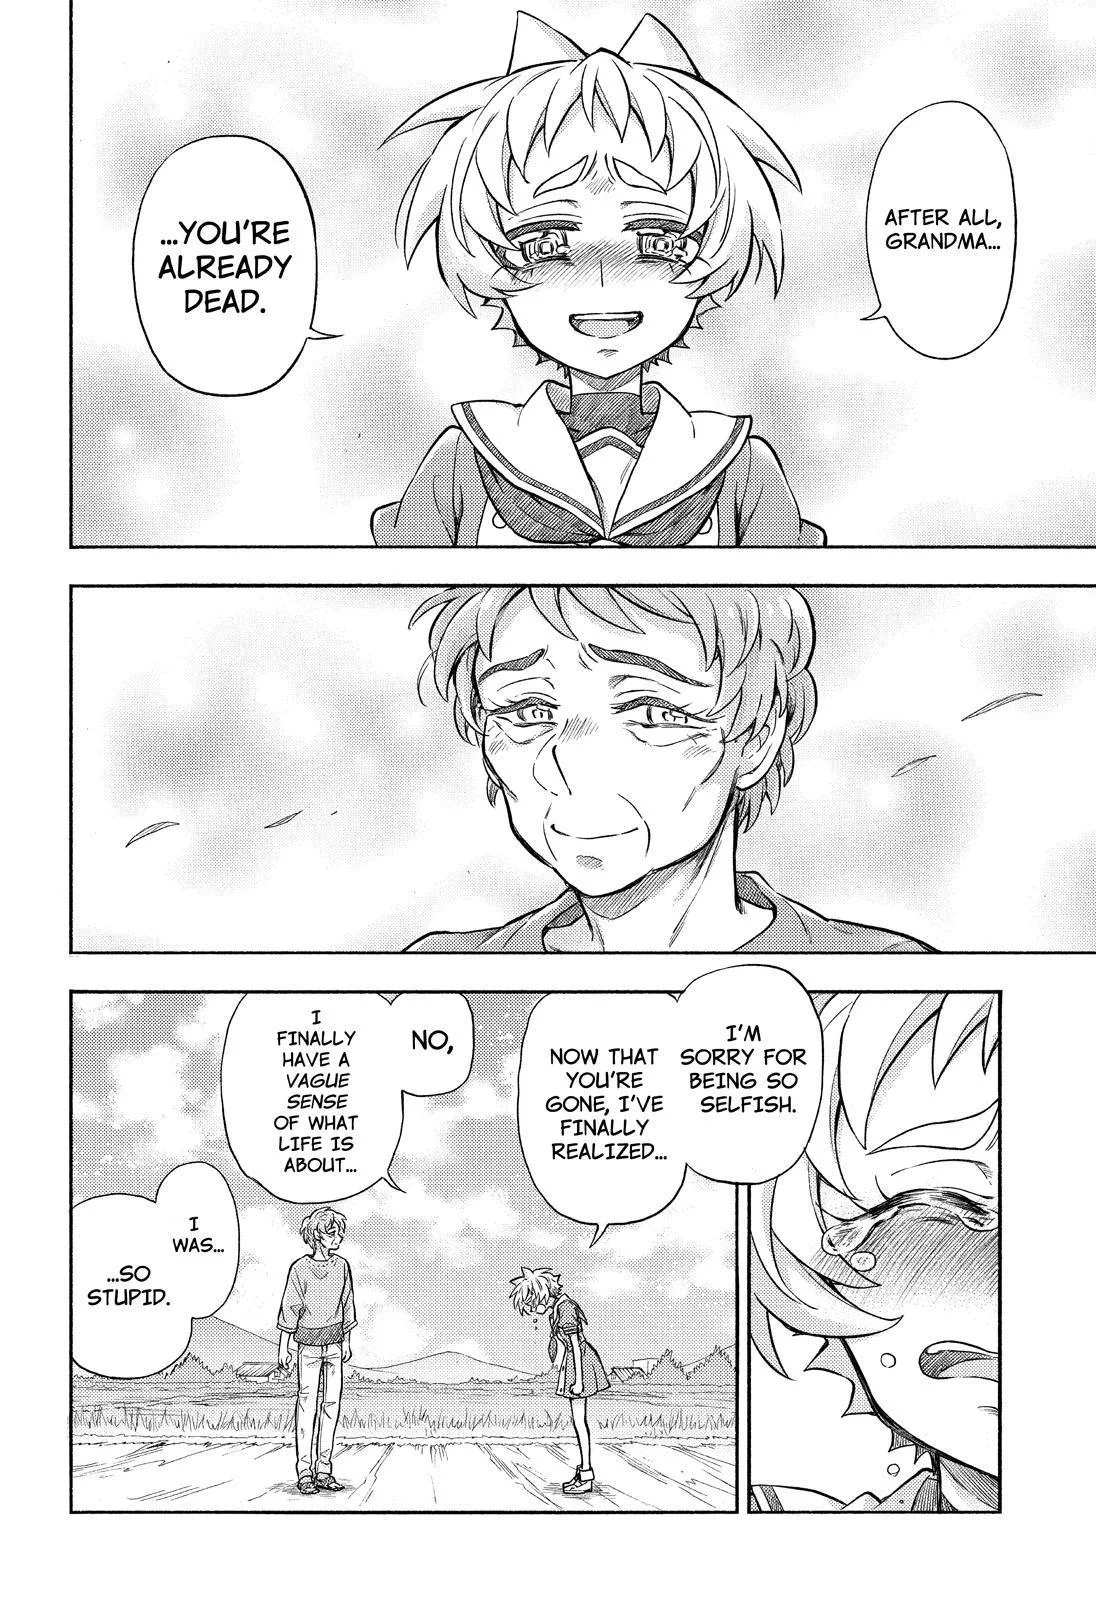 AFTER ALL,
GRANDMA...
...YOU'RE
ALREADY
DEAD.
I'M
SORRY FOR
BEING SO
SELFISH.
NOW THAT
YOU'RE
GONE, I'VE
FINALLY
REALIZED...
NO,
I
FINALLY
HAVE A
VAGUE
SENSE
OF WHAT
LIFE IS
ABOUT...
I
WAS...
...SO
STUPID.